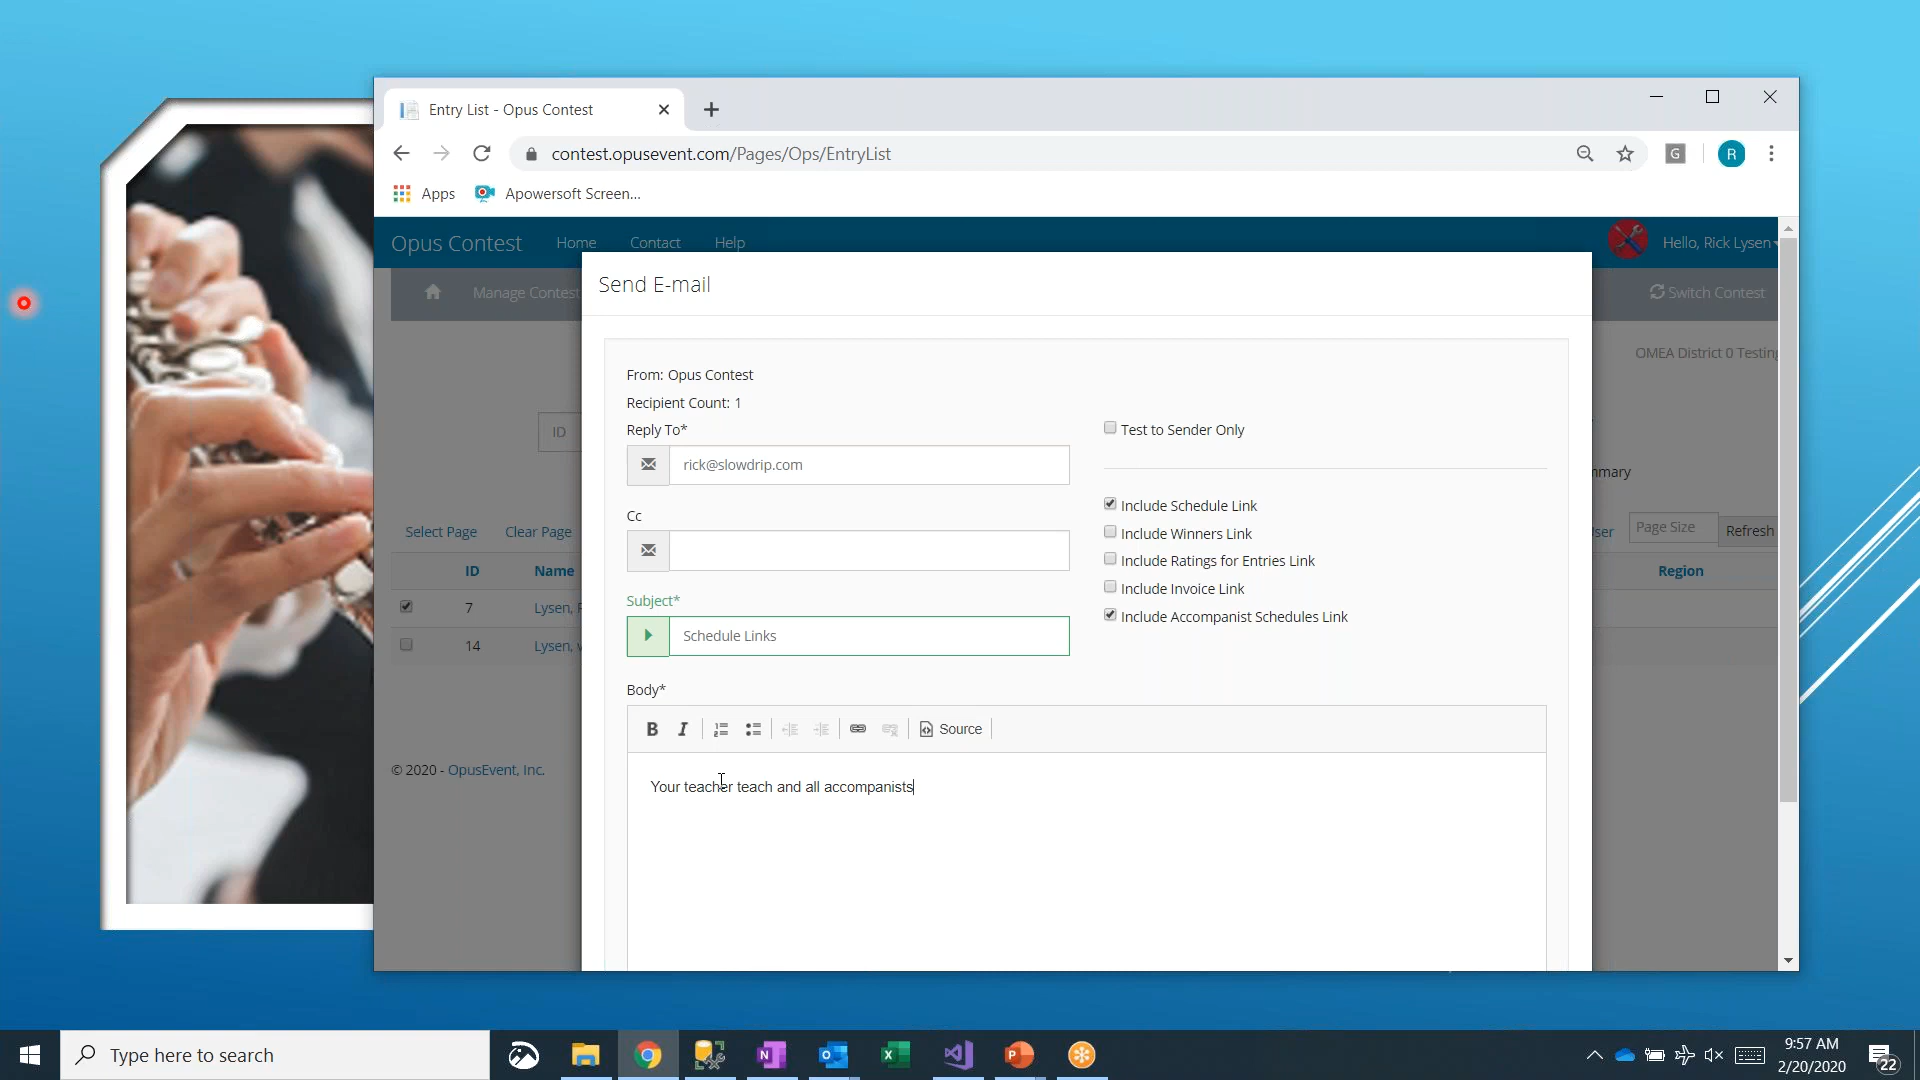 Entry List - Opus Contest
contest.opusevent.com/Pages/Ops/EntryList
G
R
Apps
Apowersoft Screen...
Opus Contest
Home
Contact
Help
Hello, Rick Lysen
Manage Contest
Switch Contest
Send E-mail
OMEA District 0 Testing
From: Opus Contest
Recipient Count: 1
Reply To*
rick@slowdrip.com
Test to Sender Only
ID
mmary
Include Schedule Link
Cc
Include Winners Link
Include Ratings for Entries Link
Include Invoice Link
Include Accompanist Schedules Link
Select Page
Clear Page
User
Page Size
Refresh
ID
Name
Region
7
Lysen,
14
Lysen,
Subject*
Schedule Links
Body*
B I
Source
Your teacher teach and all accompanists
© 2020 - OpusEvent, Inc.
Type here to search
9:57 AM
2/20/2020
22